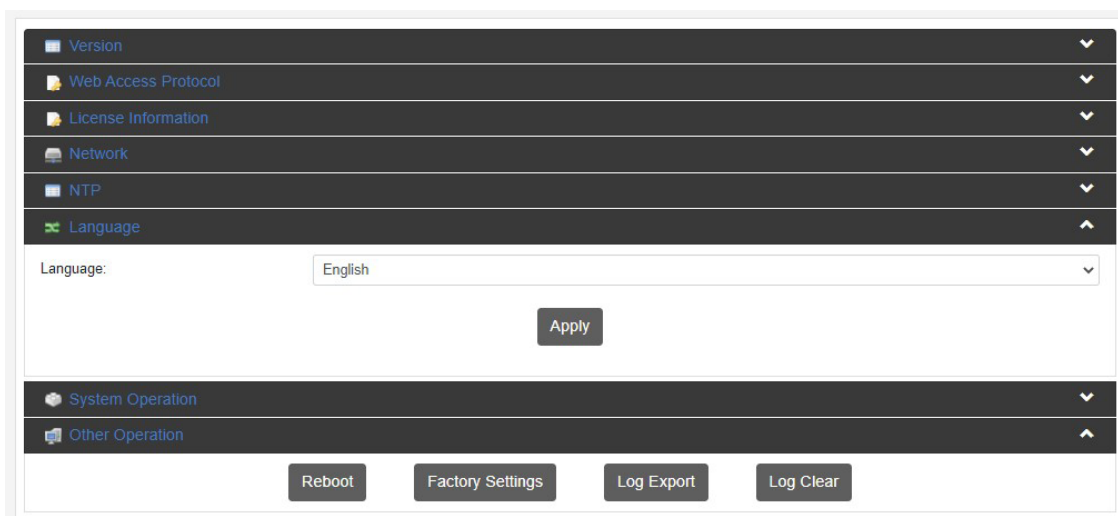 Version
Web Access Protocol
License Information
Network
NTP
Language
Language: English
Apply
System Operation
Other Operation
Reboot Factory Settings Log Export Log Clear